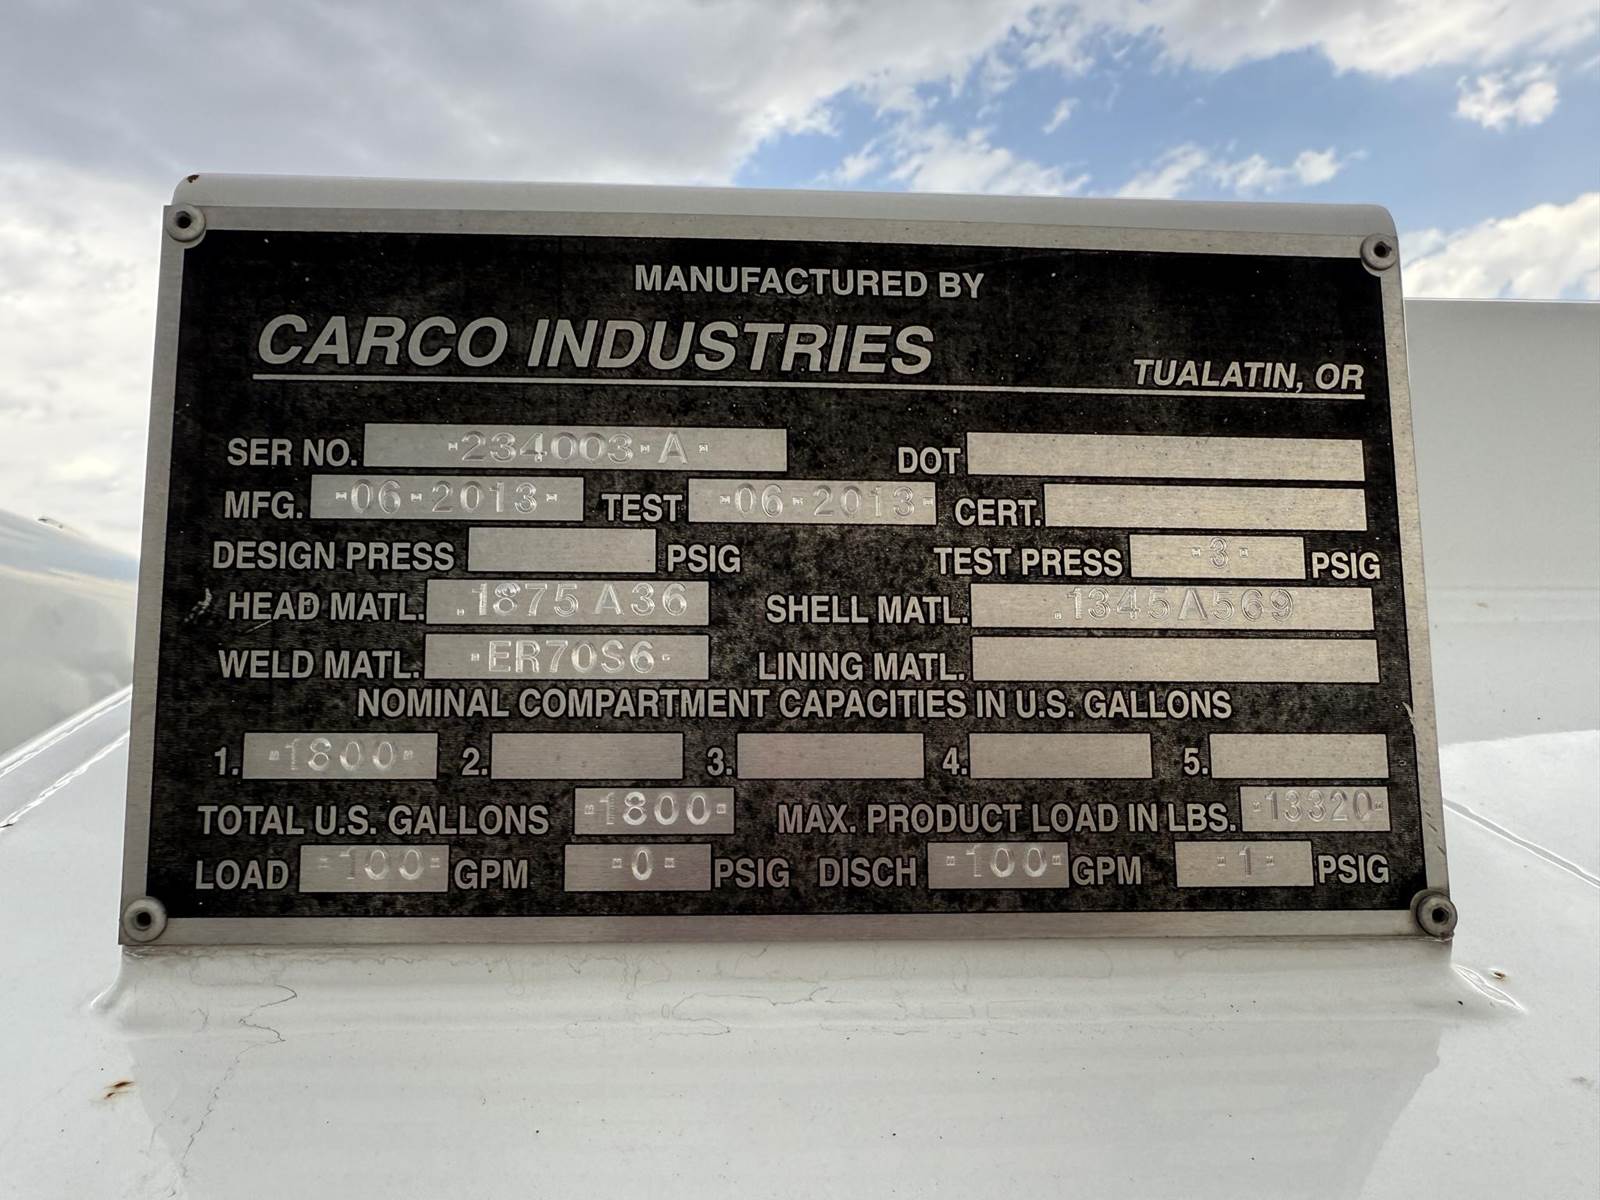 MANUFACTURED BY
CARCO INDUSTRIES TUALATIN, OR
SER NO. -234003-A- DOT
MFG. -06-2013- TEST -06-2013- CERT.
DESIGN PRESS PSIG TEST PRESS -3- PSIG
HEAD MATL. .1875 A36 SHELL MATL. .1345A569
WELD MATL. -ER70S6- LINING MATL.
NOMINAL COMPARTMENT CAPACITIES IN U.S. GALLONS
1. -1800- 2. 3. 4. 5.
TOTAL U.S. GALLONS -1800- MAX. PRODUCT LOAD IN LBS. -13320-
LOAD -100- GPM -0- PSIG DISCH -100- GPM -1- PSIG